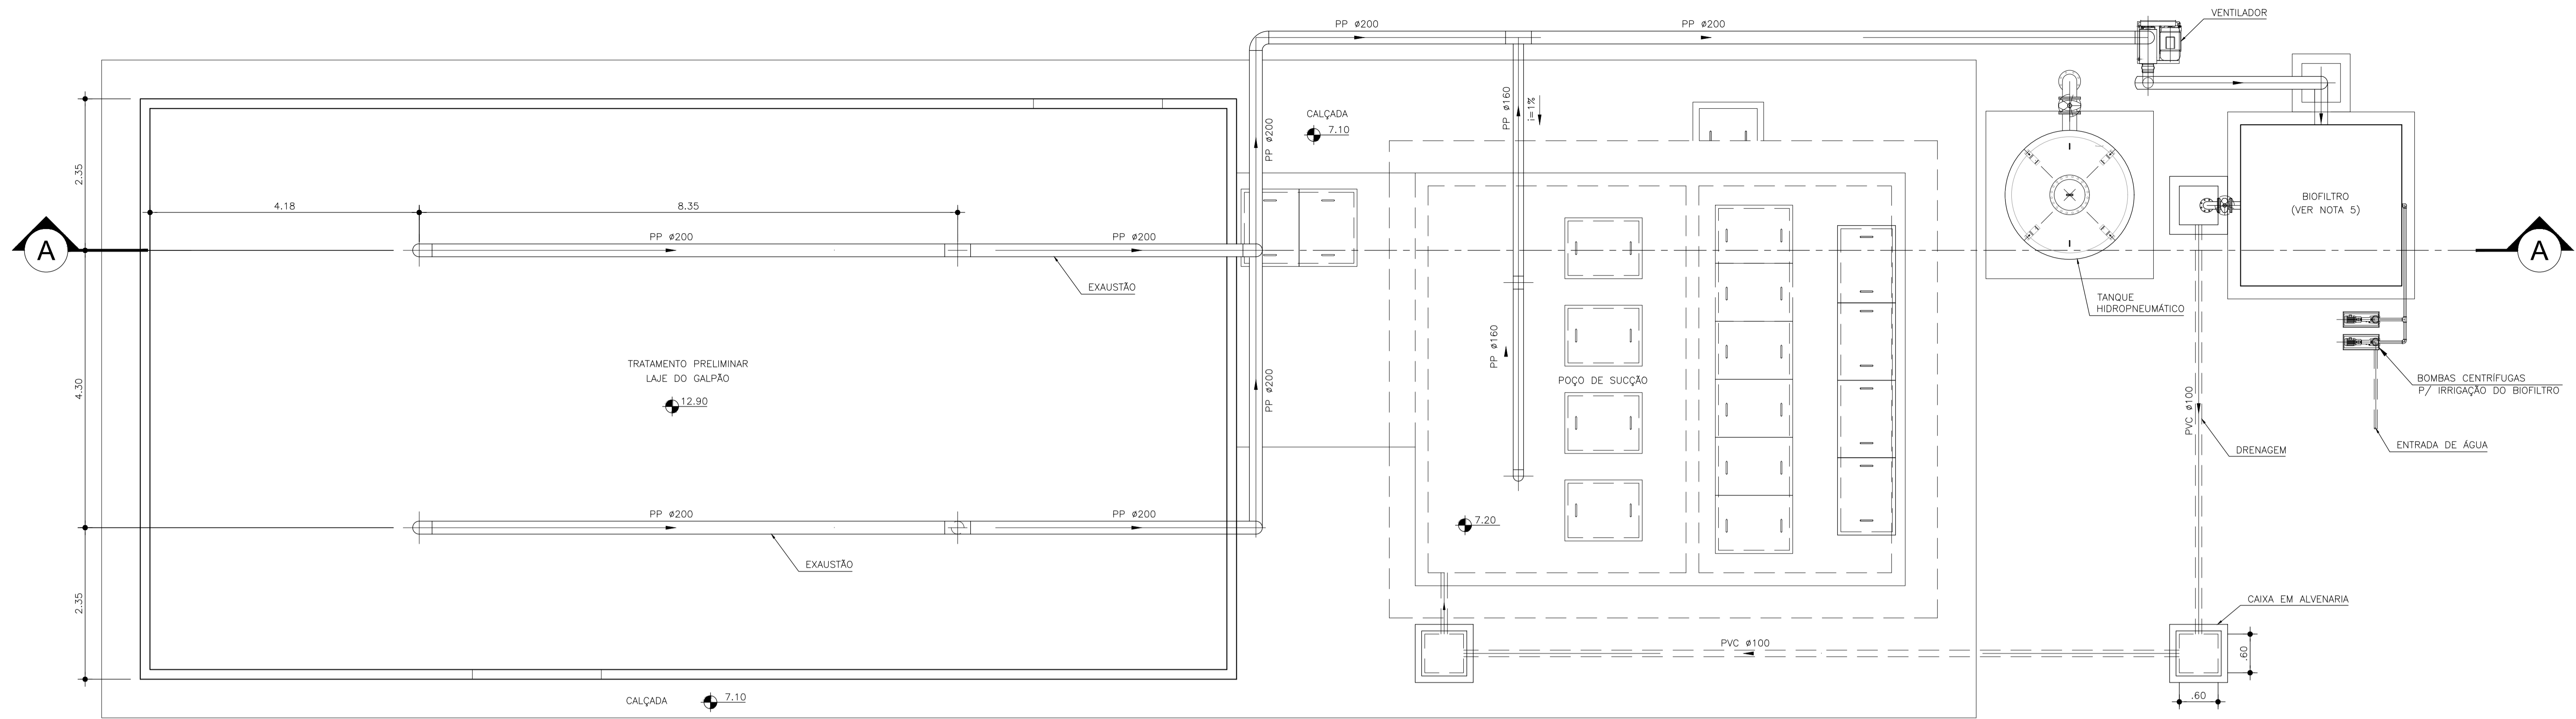 PP ø200
PP ø200
VENTILADOR
PP ø160
i=1%
CALÇADA
7.10
PP ø200
2.35
4.18
8.35
BIOFILTRO
(VER NOTA 5)
PP ø200
PP ø200
A
A
EXAUSTÃO
TANQUE
HIDROPNEUMÁTICO
PP ø160
TRATAMENTO PRELIMINAR
LAJE DO GALPÃO
12.90
4.30
PP ø200
POÇO DE SUCÇÃO
BOMBAS CENTRÍFUGAS
P/ IRRIGAÇÃO DO BIOFILTRO
PVC ø100
ENTRADA DE ÁGUA
DRENAGEM
PP ø200
PP ø200
7.20
EXAUSTÃO
2.35
CAIXA EM ALVENARIA
PVC ø100
.60
.60
CALÇADA
7.10